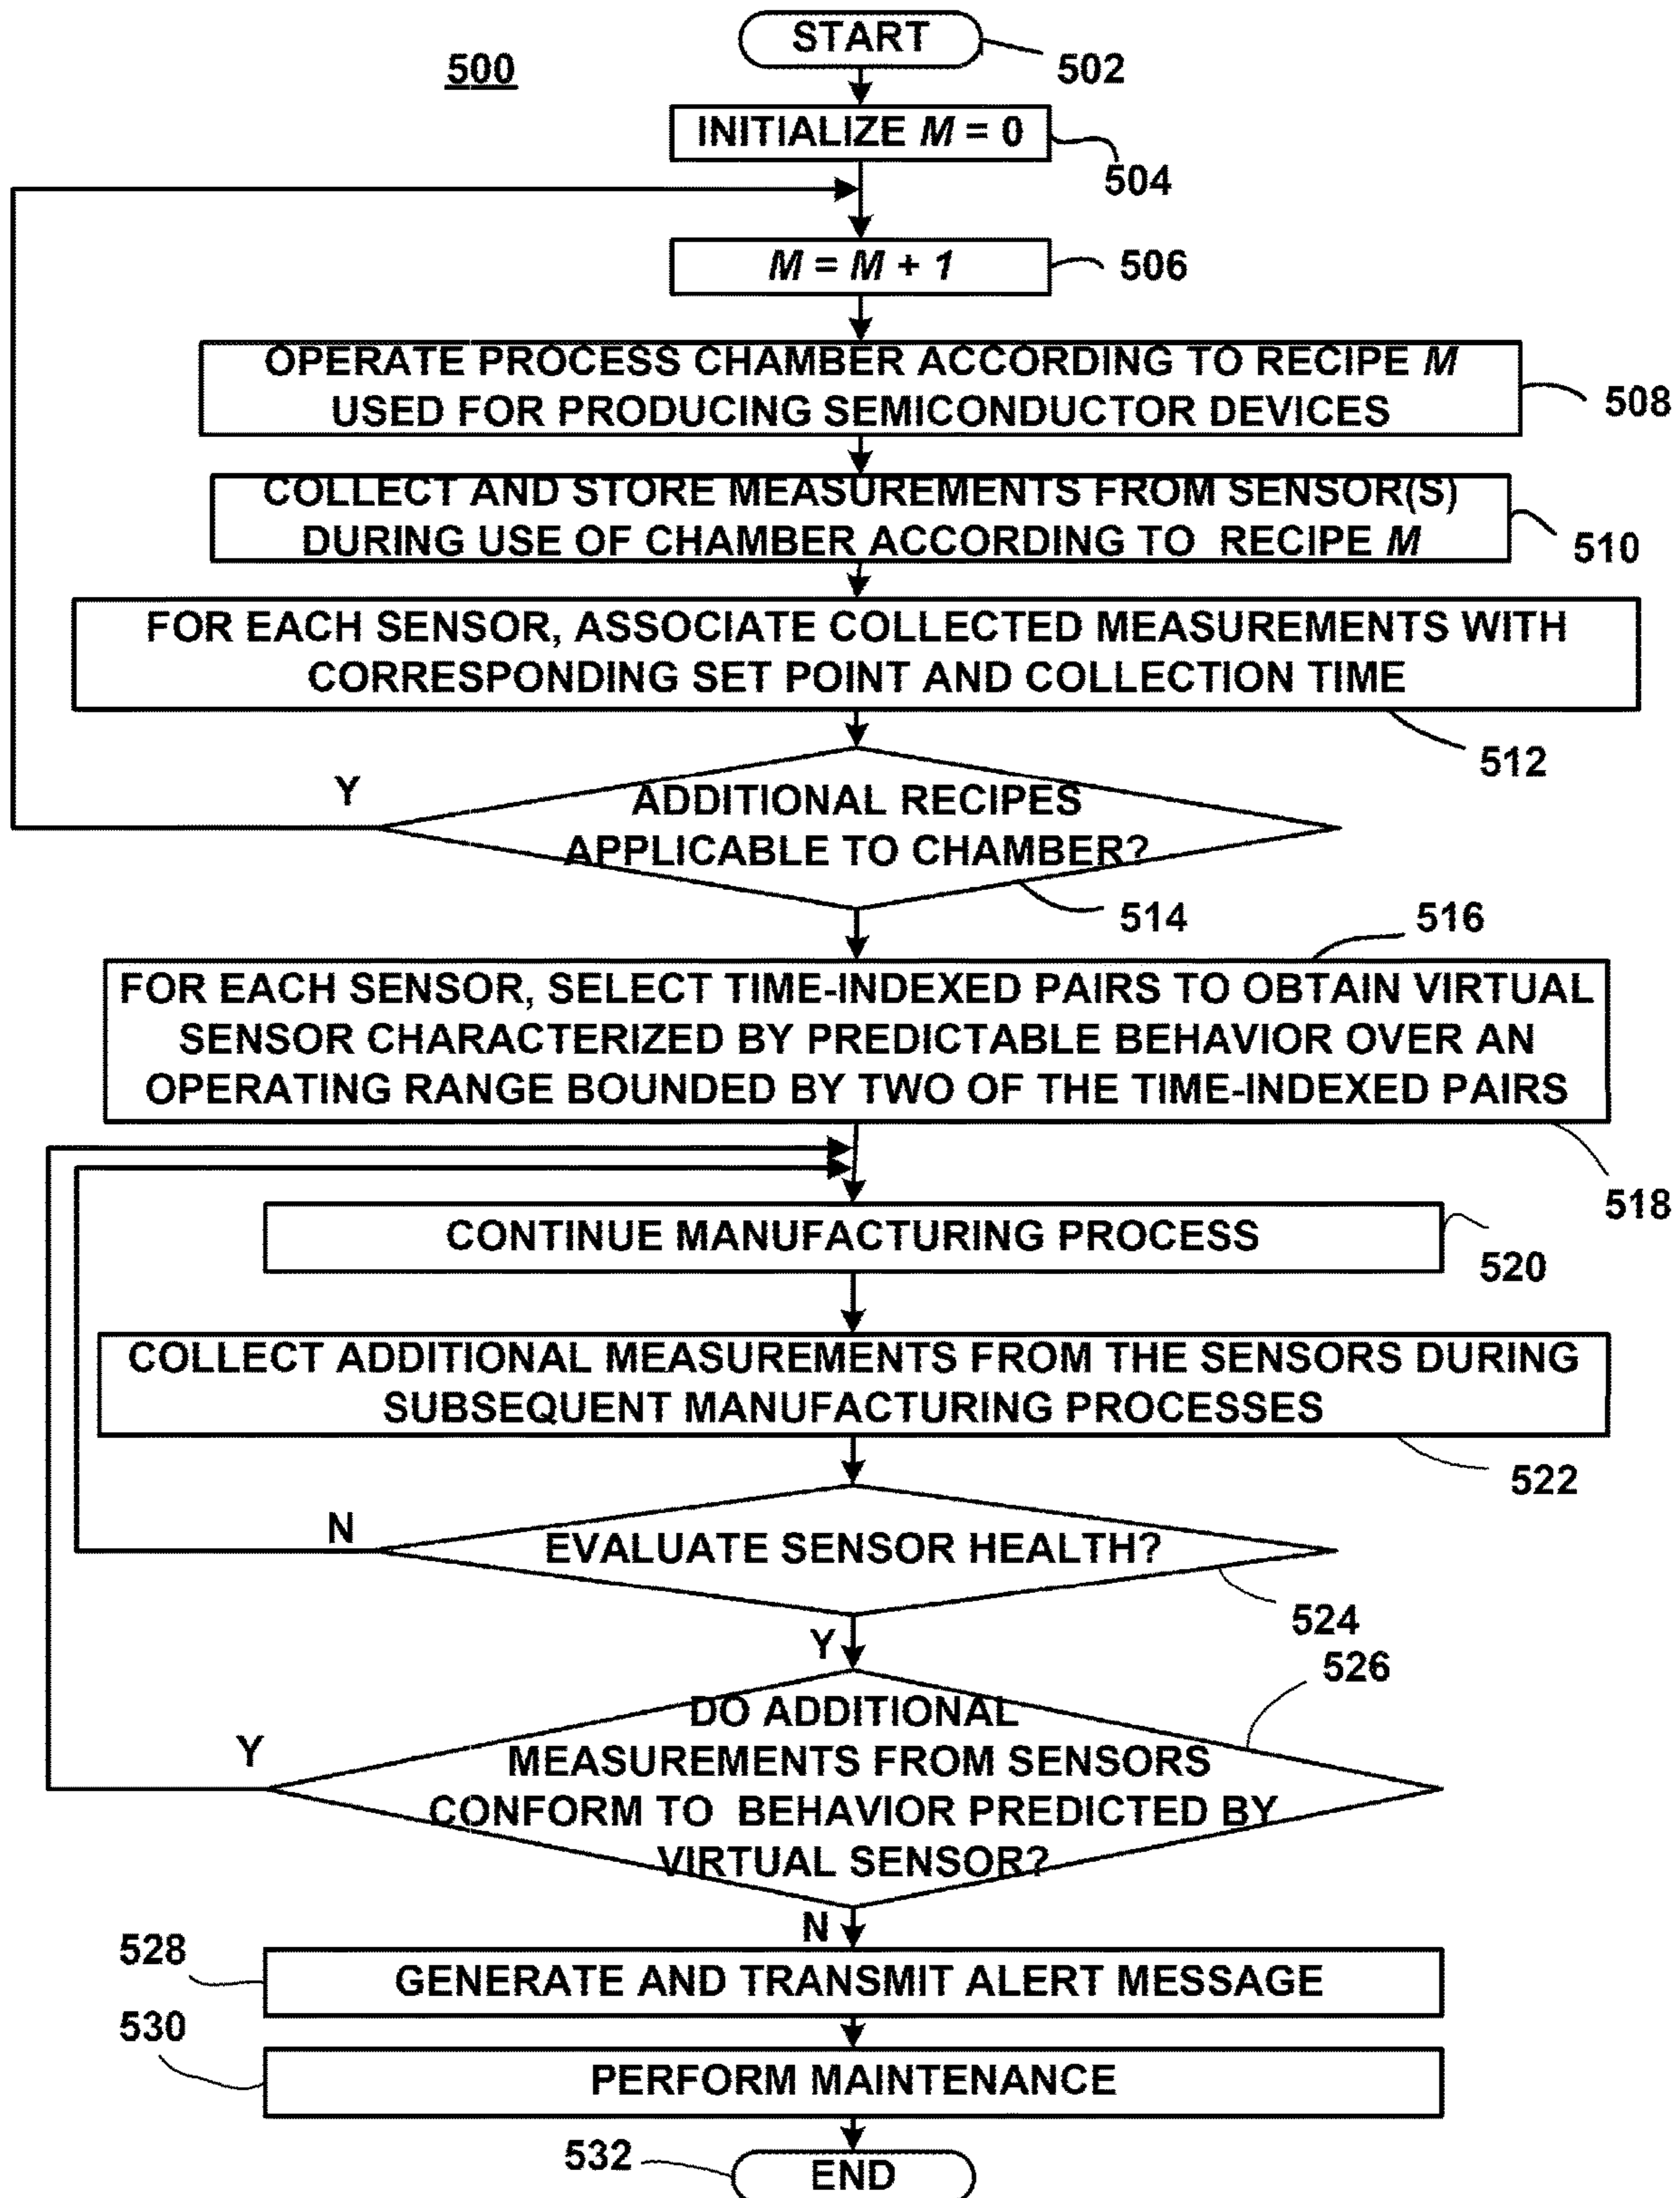 START
500
502
INITIALIZE M = 0
504
M = M + 1
506
OPERATE PROCESS CHAMBER ACCORDING TO RECIPE M
USED FOR PRODUCING SEMICONDUCTOR DEVICES
508
COLLECT AND STORE MEASUREMENTS FROM SENSOR(S)
DURING USE OF CHAMBER ACCORDING TO RECIPE M
510
FOR EACH SENSOR, ASSOCIATE COLLECTED MEASUREMENTS WITH
CORRESPONDING SET POINT AND COLLECTION TIME
512
Y
ADDITIONAL RECIPES
APPLICABLE TO CHAMBER?
514
516
FOR EACH SENSOR, SELECT TIME-INDEXED PAIRS TO OBTAIN VIRTUAL
SENSOR CHARACTERIZED BY PREDICTABLE BEHAVIOR OVER AN
OPERATING RANGE BOUNDED BY TWO OF THE TIME-INDEXED PAIRS
518
CONTINUE MANUFACTURING PROCESS
520
COLLECT ADDITIONAL MEASUREMENTS FROM THE SENSORS DURING
SUBSEQUENT MANUFACTURING PROCESSES
522
N
EVALUATE SENSOR HEALTH?
524
Y
526
DO ADDITIONAL
MEASUREMENTS FROM SENSORS
CONFORM TO BEHAVIOR PREDICTED BY
VIRTUAL SENSOR?
Y
N
528
GENERATE AND TRANSMIT ALERT MESSAGE
530
PERFORM MAINTENANCE
532
END